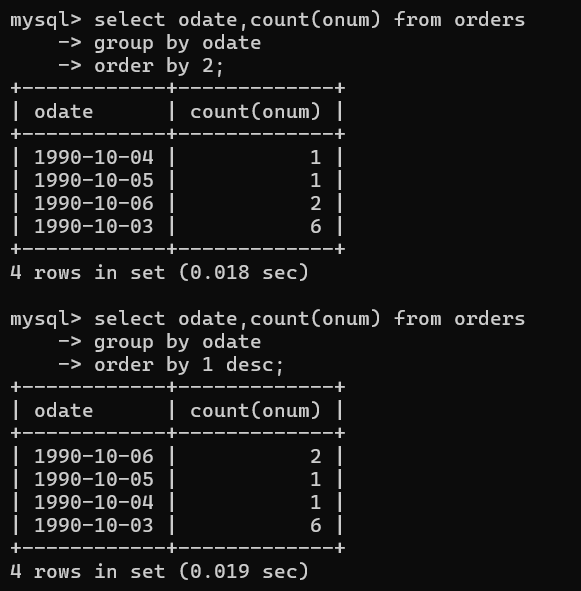 mysql> select odate,count(onum) from orders
    -> group by odate
    -> order by 2;
+------------+-------------+
| odate      | count(onum) |
+------------+-------------+
| 1990-10-04 |           1 |
| 1990-10-05 |           1 |
| 1990-10-06 |           2 |
| 1990-10-03 |           6 |
+------------+-------------+
4 rows in set (0.018 sec)

mysql> select odate,count(onum) from orders
    -> group by odate
    -> order by 1 desc;
+------------+-------------+
| odate      | count(onum) |
+------------+-------------+
| 1990-10-06 |           2 |
| 1990-10-05 |           1 |
| 1990-10-04 |           1 |
| 1990-10-03 |           6 |
+------------+-------------+
4 rows in set (0.019 sec)